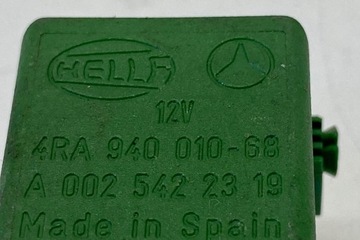 HELLA
12V
4RA 940 010-68
A 002 542 23 19
Made in Spain